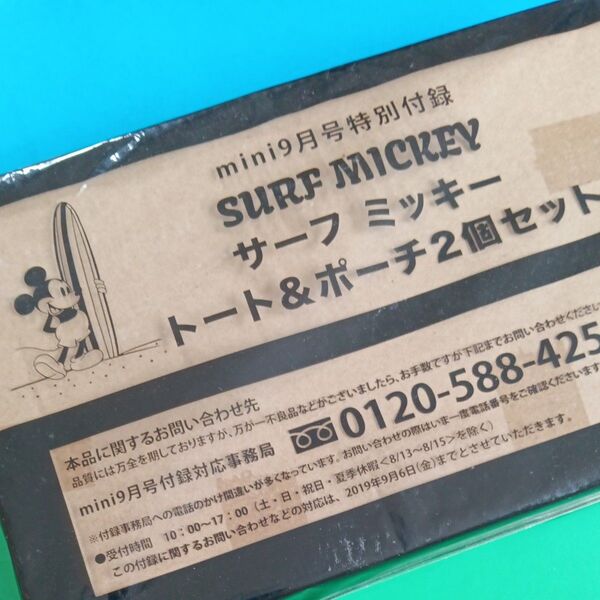 mini9月号特別付録
SURF MICKEY
サーフ ミッキー
トート&ポーチ2個セット
本品に関するお問い合わせ先
品質には万全を期しておりますが、万が一不良品などがございましたら、お手数ですが下記までお問い合わせください
mini9月号付録対応事務局 0120-588-425
※付録事務局への電話のかけ間違いが多くなっています。お問い合わせの際はいま一度電話番号をご確認くださいませ
●受付時間 10:00~17:00(土・日・祝日・夏季休暇<8/13~8/15>を除く)
この付録に関するお問い合わせなどの対応は、2019年9月6日(金)までとさせていただきます。